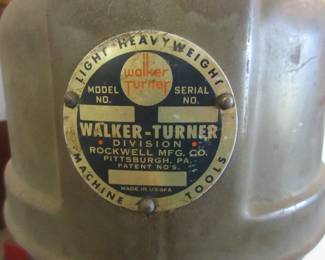 LIGHT HEAVYWEIGHT
walker
turner
MODEL NO.
SERIAL NO.
WALKER-TURNER
• DIVISION •
ROCKWELL MFG. CO.
PITTSBURGH, PA.
PATENT NO'S.
MADE IN USA
MACHINE TOOLS